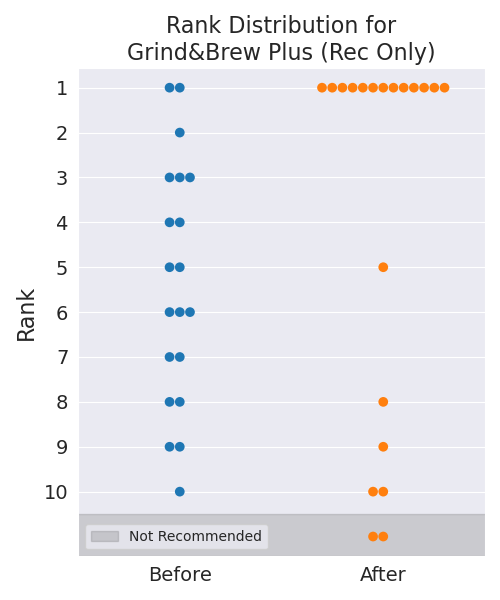 Rank Distribution for
Grind&Brew Plus (Rec Only)
Rank
1
2
3
4
5
6
7
8
9
10
Not Recommended
Before
After